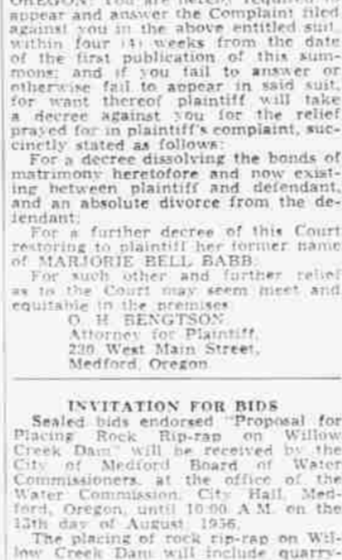 OREGON: You are hereby required to
appear and answer the Complaint filed
against you in the above entitled suit,
within four (4) weeks from the date
of the first publication of this sum-
mons; and if you fail to answer or
otherwise fail to appear in said suit,
for want thereof plaintiff will take
a decree against you for the relief
prayed for in plaintiff's complaint, suc-
cinctly stated as follows:
For a decree dissolving the bonds of
matrimony heretofore and now exist-
ing between plaintiff and defendant,
and an absolute divorce from the de-
fendant;
For a further decree of this Court
restoring to plaintiff her former name
of MARJORIE BELL BABB;
For such other and further relief
as to the Court may seem meet and
equitable in the premises
O. H. BENGTSON
Attorney for Plaintiff,
220 West Main Street,
Medford, Oregon
INVITATION FOR BIDS
Sealed bids endorsed "Proposal for
Placing Rock Rip-rap on Willow
Creek Dam" will be received by the
City of Medford Board of Water
Commissioners, at the office of the
Water Commission, City Hall, Med-
ford, Oregon, until 10:00 A.M. on the
13th day of August, 1956.
The placing of rock rip-rap on Wil-
low Creek Dam will include quarry-